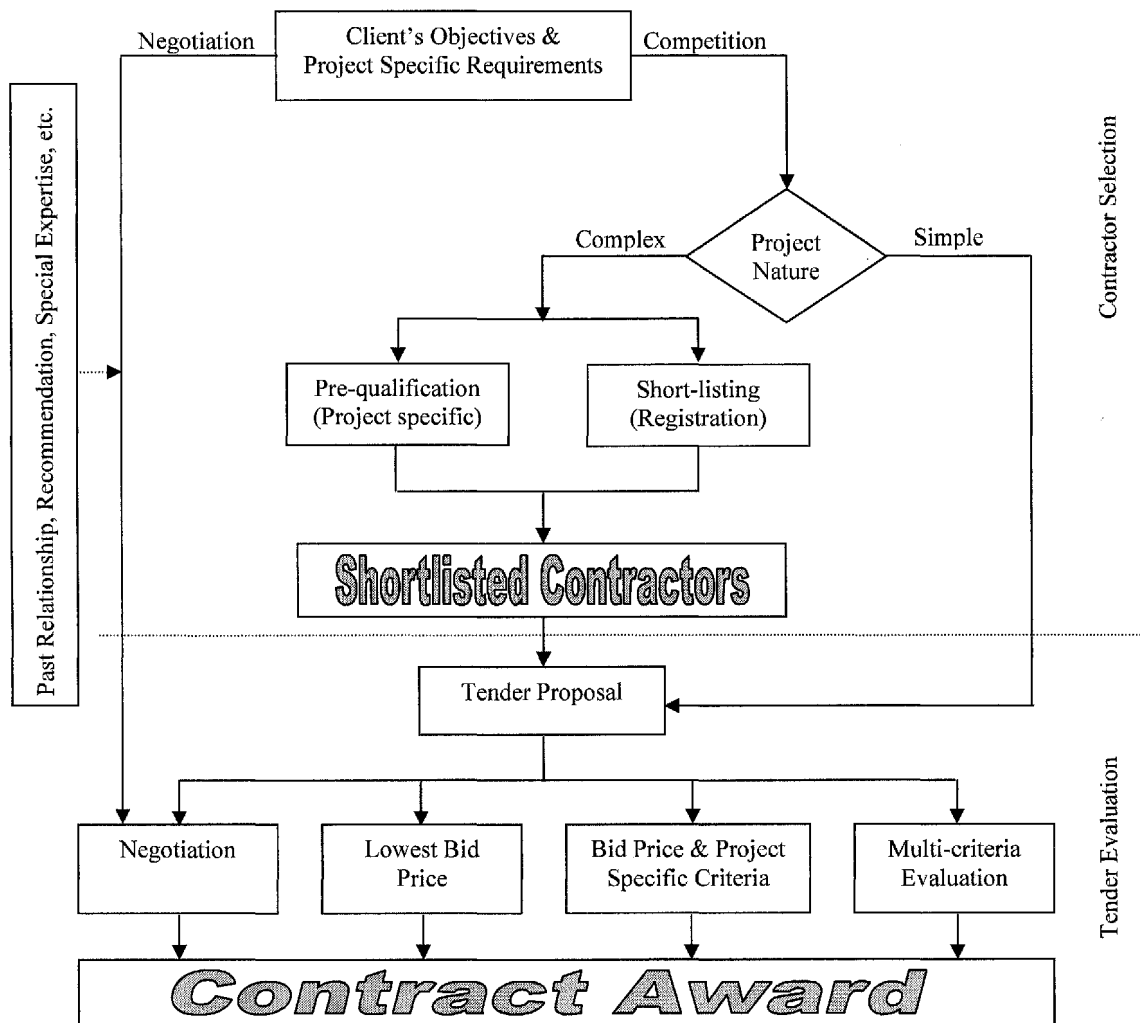 Negotiation
Client's Objectives &
Project Specific Requirements
Competition
Past Relationship, Recommendation, Special Expertise, etc.
Contractor Selection
Complex
Project
Nature
Simple
Pre-qualification
(Project specific)
Short-listing
(Registration)
Shortlisted Contractors
Tender Proposal
Tender Evaluation
Negotiation
Lowest Bid
Price
Bid Price & Project
Specific Criteria
Multi-criteria
Evaluation
Contract Award